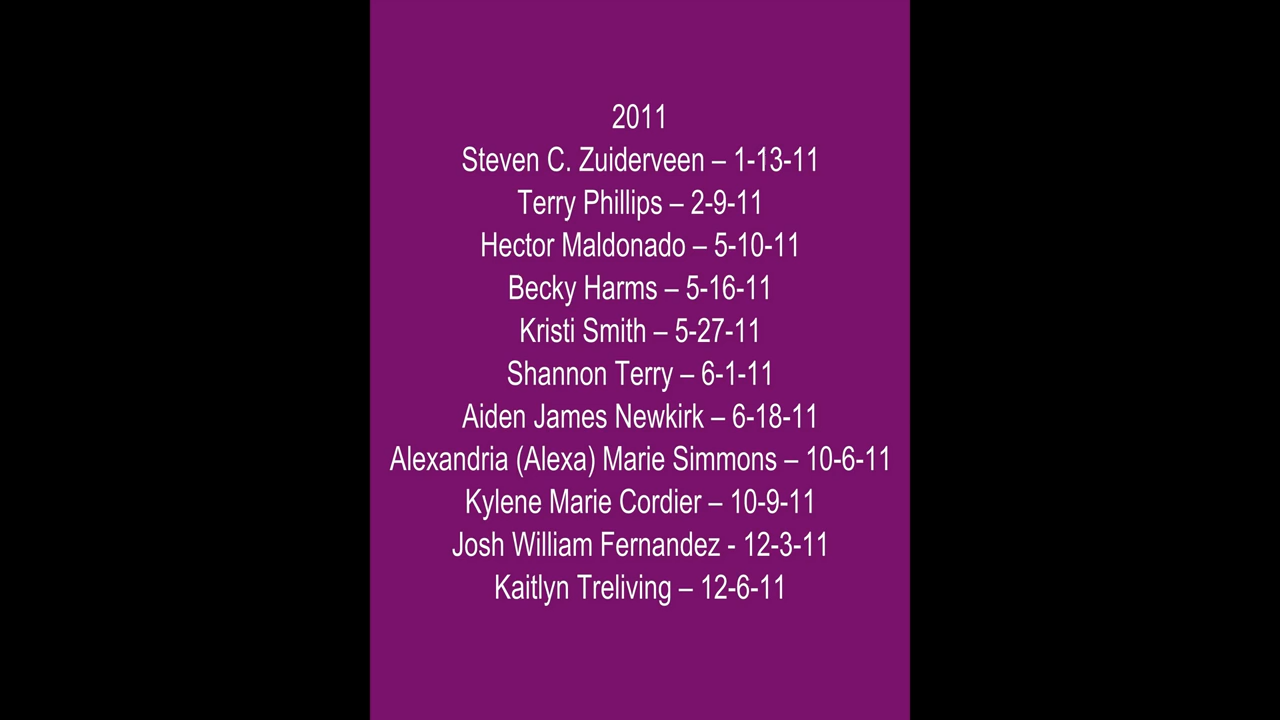 2011
Steven C. Zuiderveen – 1-13-11
Terry Phillips – 2-9-11
Hector Maldonado – 5-10-11
Becky Harms – 5-16-11
Kristi Smith – 5-27-11
Shannon Terry – 6-1-11
Aiden James Newkirk – 6-18-11
Alexandria (Alexa) Marie Simmons – 10-6-11
Kylene Marie Cordier – 10-9-11
Josh William Fernandez - 12-3-11
Kaitlyn Treliving – 12-6-11